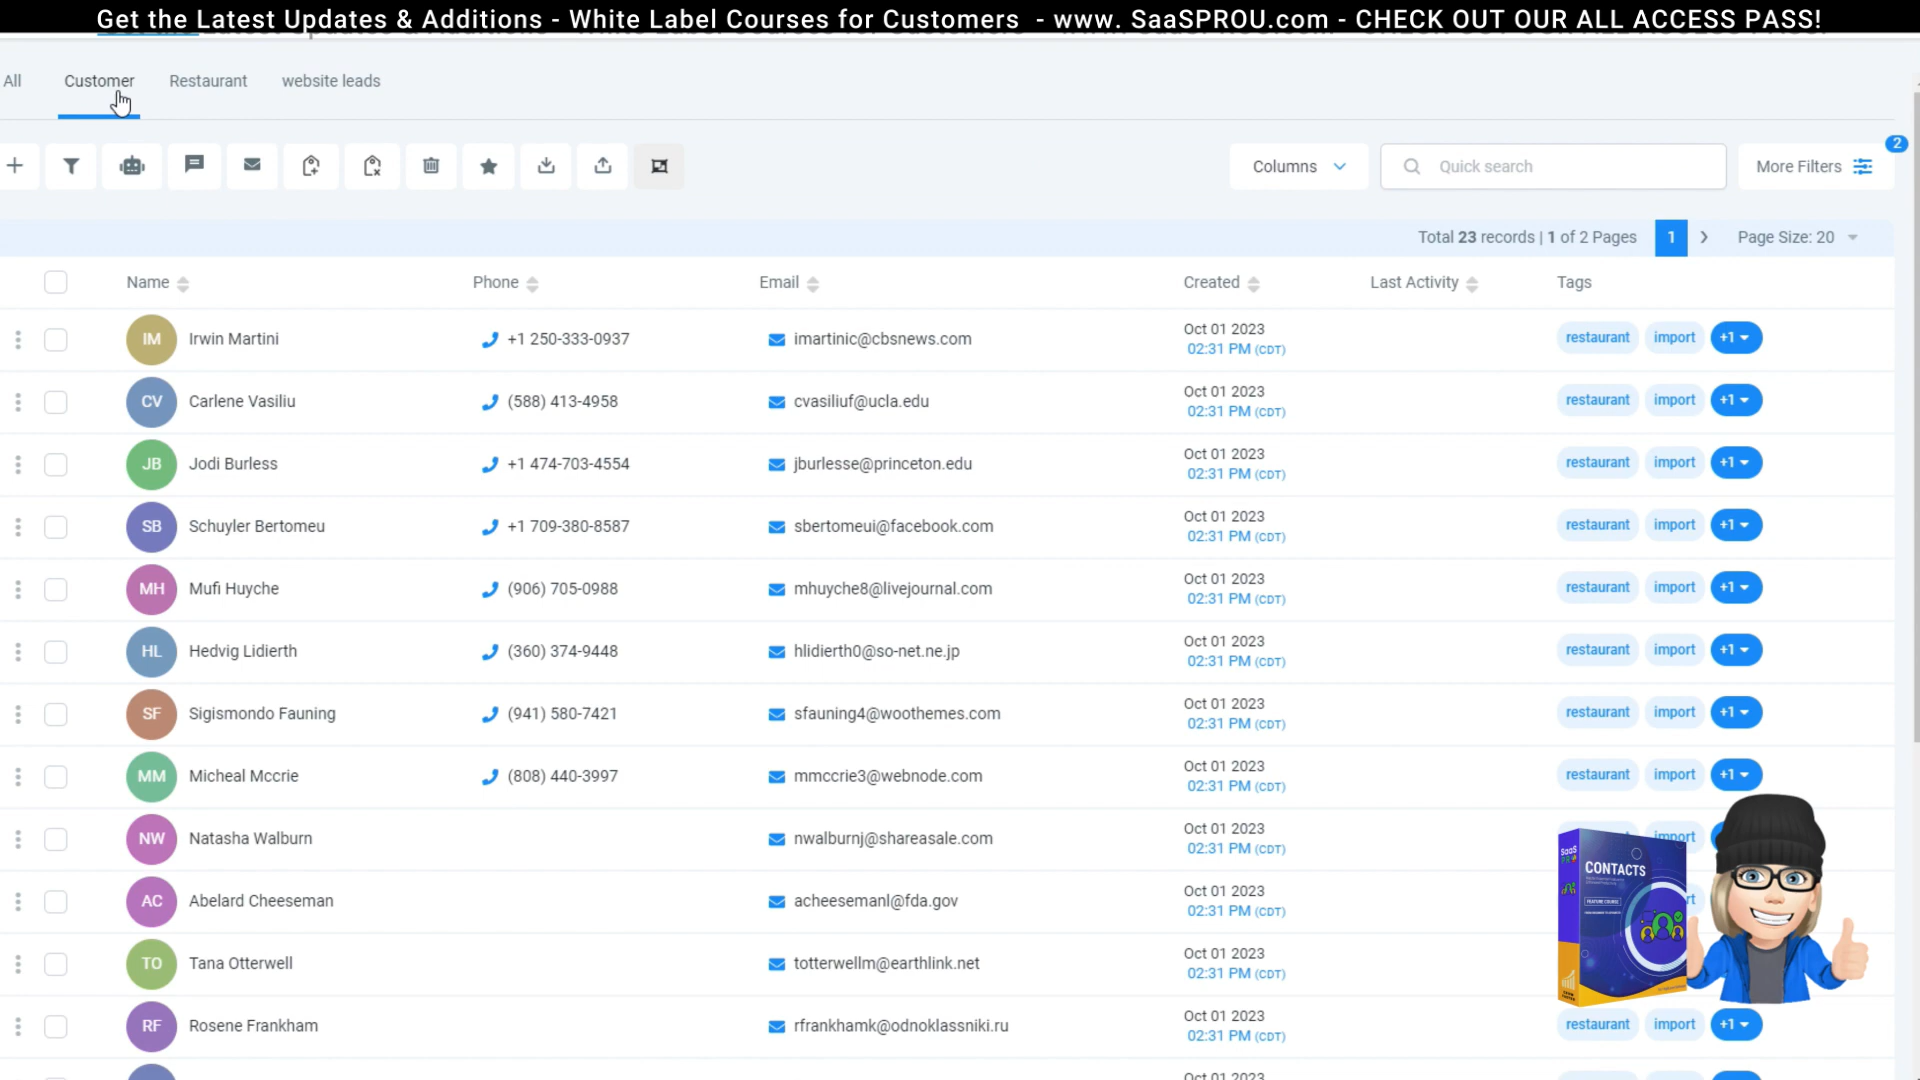 Get the Latest Updates & Additions - White Label Courses for Customers - www. SaaSPROU.com - CHECK OUT OUR ALL ACCESS PASS!
All Customer Restaurant website leads
Columns Quick search More Filters 2
Total 23 records | 1 of 2 Pages 1 Page Size: 20
Name Phone Email Created Last Activity Tags
IM Irwin Martini +1 250-333-0937 imartinic@cbsnews.com Oct 01 2023 restaurant import +1
02:31 PM (CDT)
CV Carlene Vasiliu (588) 413-4958 cvasiliuf@ucla.edu Oct 01 2023 restaurant import +1
02:31 PM (CDT)
JB Jodi Burless +1 474-703-4554 jburlesse@princeton.edu Oct 01 2023 restaurant import +1
02:31 PM (CDT)
SB Schuyler Bertomeu +1 709-380-8587 sbertomeui@facebook.com Oct 01 2023 restaurant import +1
02:31 PM (CDT)
MH Mufi Huyche (906) 705-0988 mhuyche8@livejournal.com Oct 01 2023 restaurant import +1
02:31 PM (CDT)
HL Hedvig Lidierth (360) 374-9448 hlidierth0@so-net.ne.jp Oct 01 2023 restaurant import +1
02:31 PM (CDT)
SF Sigismondo Fauning (941) 580-7421 sfauning4@woothemes.com Oct 01 2023 restaurant import +1
02:31 PM (CDT)
MM Micheal Mccrie (808) 440-3997 mmccrie3@webnode.com Oct 01 2023 restaurant import +1
02:31 PM (CDT)
NW Natasha Walburn nwalburnj@shareasale.com Oct 01 2023 import
02:31 PM (CDT)
AC Abelard Cheeseman acheesemanl@fda.gov Oct 01 2023
02:31 PM (CDT)
SaaS
PRO
CONTACTS
FEATURE COURSE
TO Tana Otterwell totterwellm@earthlink.net Oct 01 2023
02:31 PM (CDT)
RF Rosene Frankham rfrankhamk@odnoklassniki.ru Oct 01 2023 restaurant import +1
02:31 PM (CDT)
Oct 01 2023